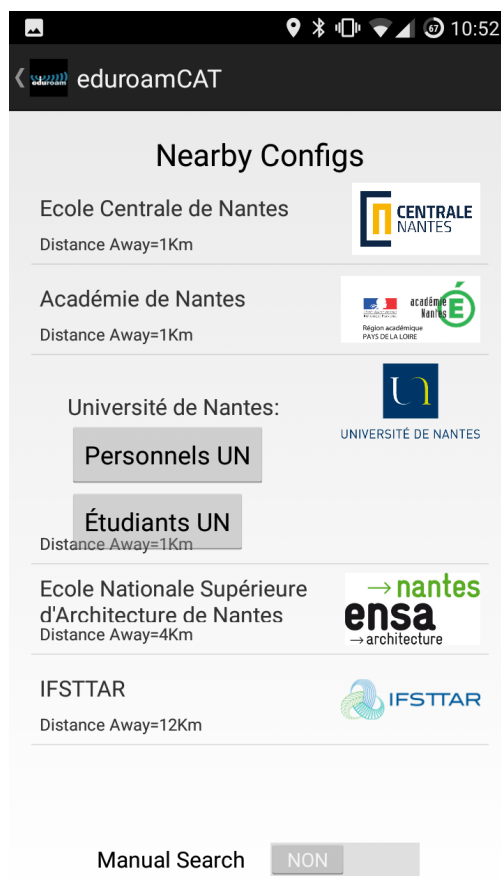 67 10:52
eduroam eduroamCAT
Nearby Configs
Ecole Centrale de Nantes
Distance Away=1Km
CENTRALE
NANTES
Académie de Nantes
Distance Away=1Km
académie
Nantes
É
Région académique
PAYS DE LA LOIRE
Université de Nantes:
Personnels UN
Étudiants UN
Distance Away=1Km
UNIVERSITÉ DE NANTES
Ecole Nationale Supérieure
d'Architecture de Nantes
Distance Away=4Km
→nantes
ensa
→architecture
IFSTTAR
Distance Away=12Km
IFSTTAR
Manual Search NON